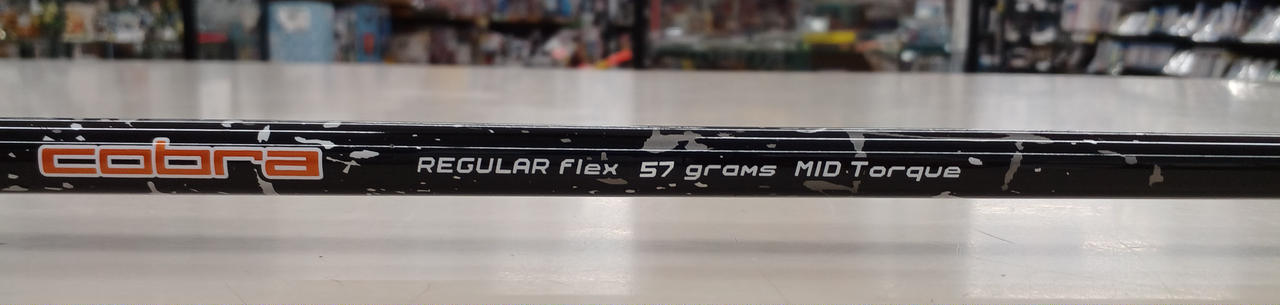 cobra REGULAR flex 57 grams MID Torque